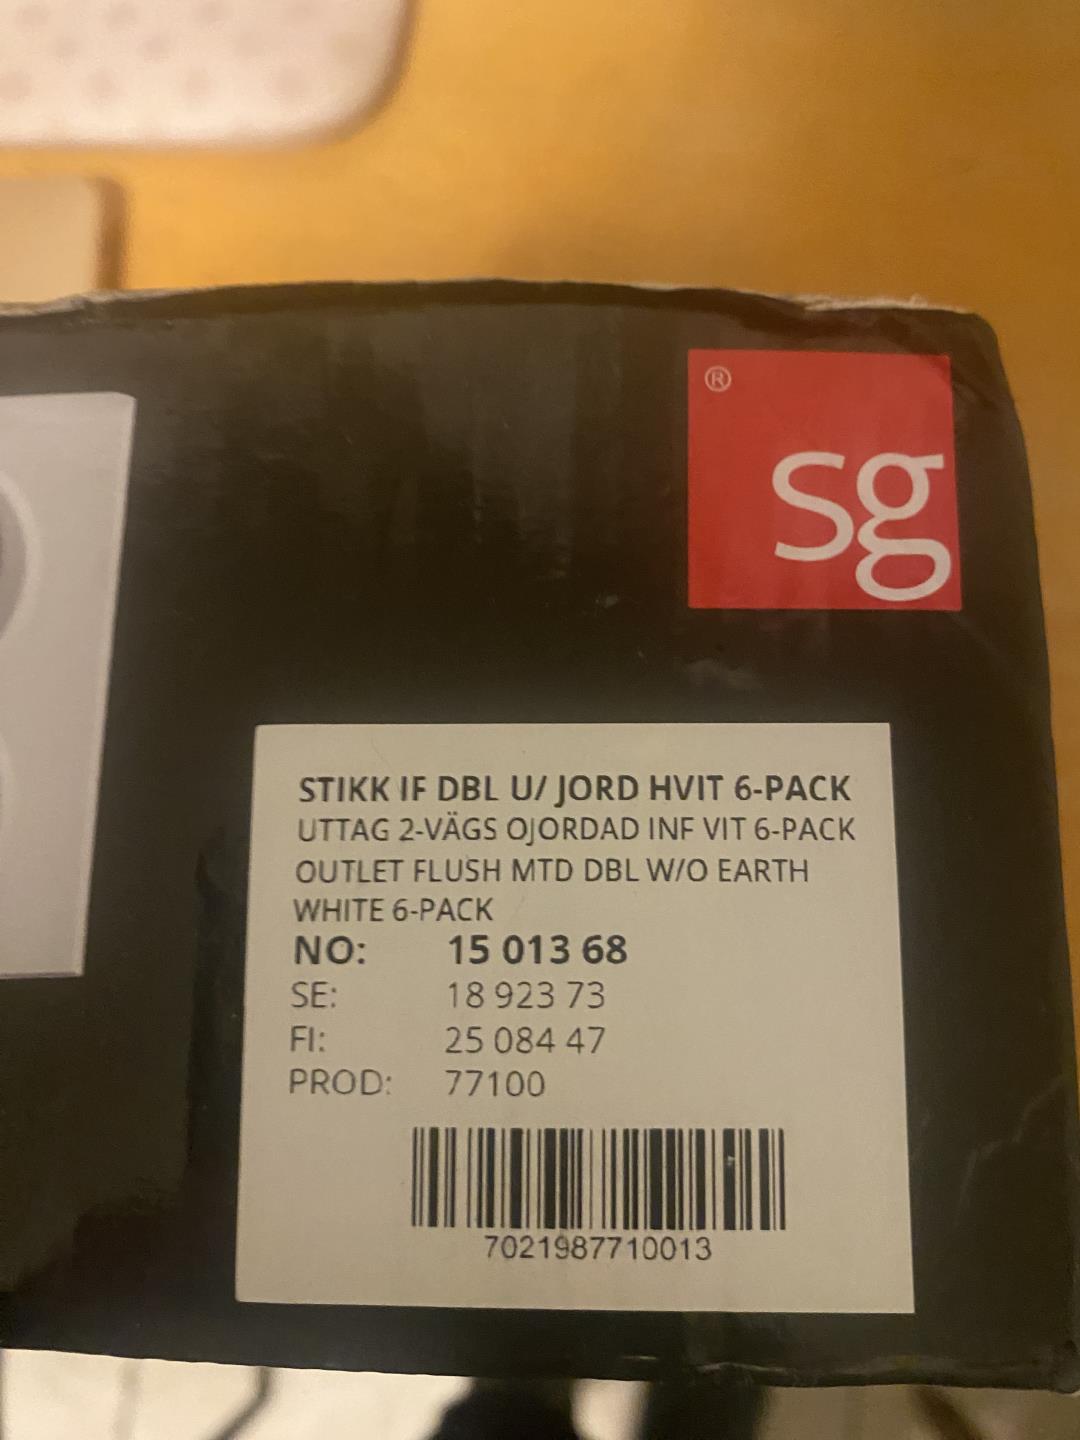 ®
sg
STIKK IF DBL U/ JORD HVIT 6-PACK
UTTAG 2-VÄGS OJORDAD INF VIT 6-PACK
OUTLET FLUSH MTD DBL W/O EARTH
WHITE 6-PACK
NO: 15 013 68
SE: 18 923 73
FI: 25 084 47
PROD: 77100
7021987710013